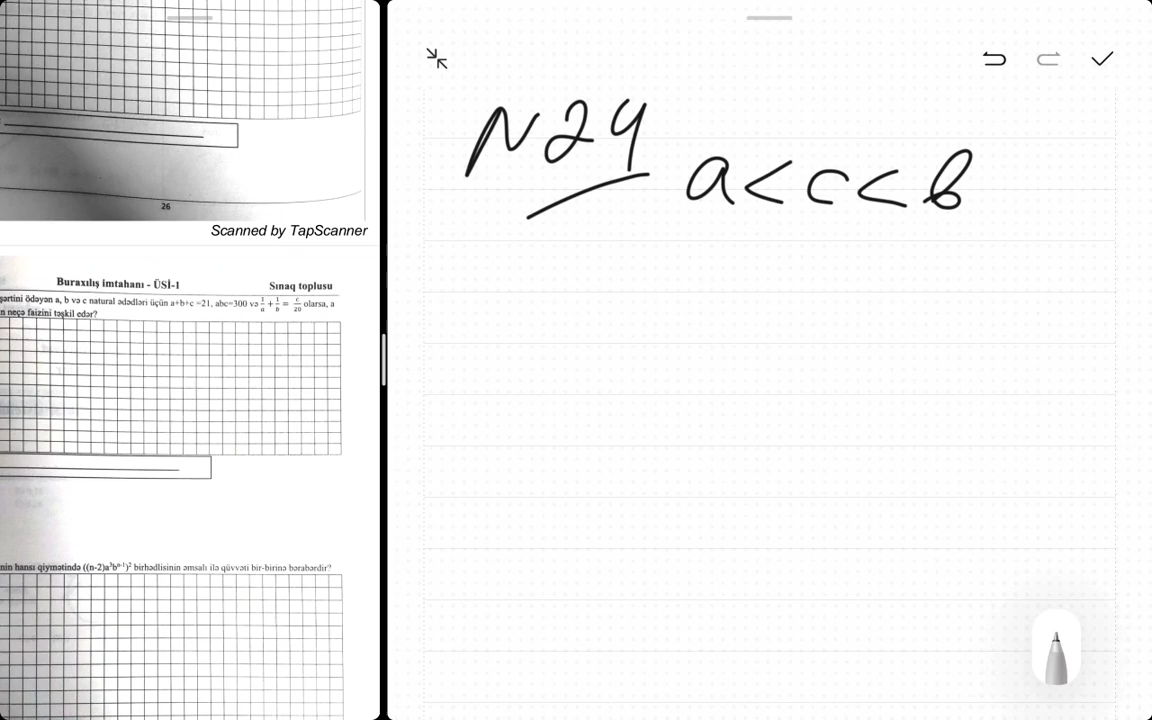 26
Scanned by TapScanner
Buraxılış imtahanı - ÜSİ-1 Sınaq toplusu
şərtini ödəyən a, b və c natural ədədləri üçün a+b+c =21, abc=300 və 1/a + 1/b = c/20 olarsa, a
n neçə faizini təşkil edər?
nin hansı qiymətində ((n-2)a³bⁿ⁻¹)² birhədlisinin əmsalı ilə qüvvəti bir-birinə bərabərdir?
N24 a<c<b